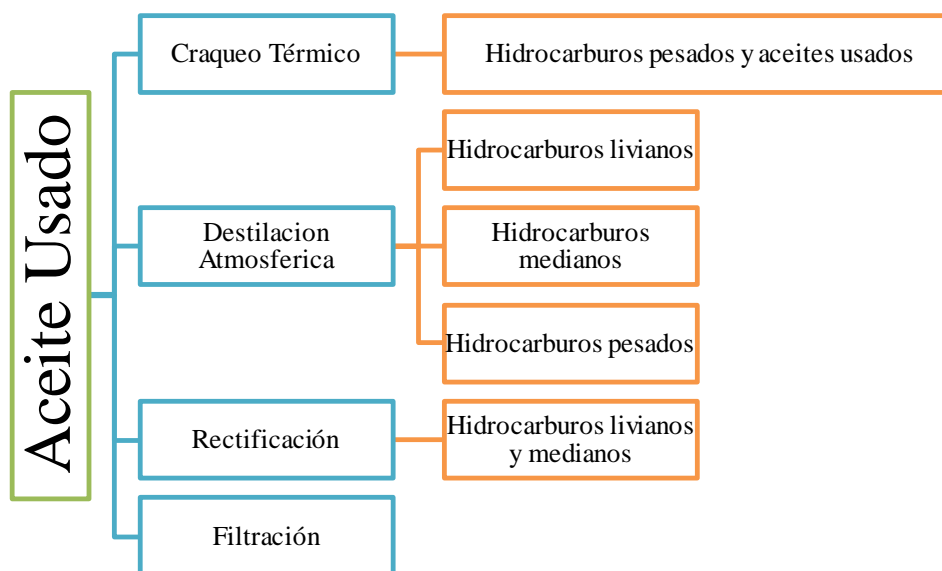 Aceite Usado
Craqueo Térmico
Hidrocarburos pesados y aceites usados
Destilacion
Atmosferica
Hidrocarburos livianos
Hidrocarburos
medianos
Hidrocarburos pesados
Rectificación
Hidrocarburos livianos
y medianos
Filtración